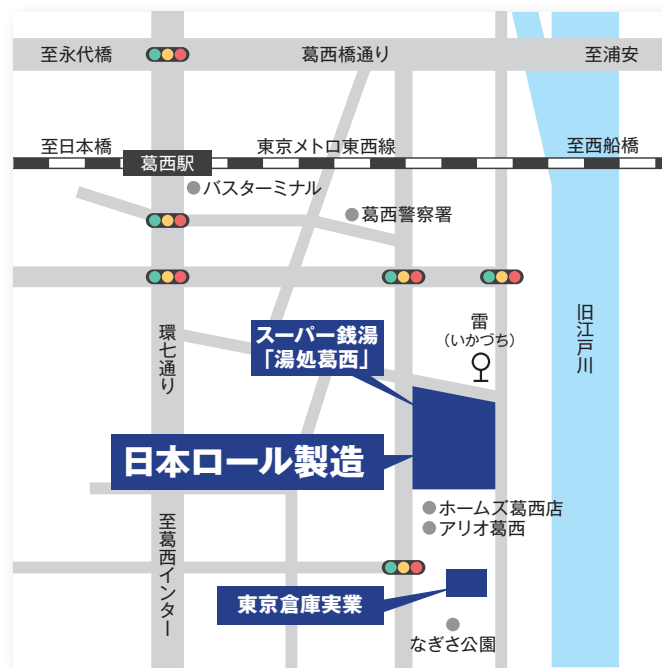 至永代橋
葛西橋通り
至浦安
至日本橋
葛西駅
東京メトロ東西線
至西船橋
バスターミナル
葛西警察署
環七通り
スーパー銭湯
「湯処葛西」
雷
(いかづち)
旧江戸川
日本ロール製造
ホームズ葛西店
アリオ葛西
至葛西インター
東京倉庫実業
なぎさ公園